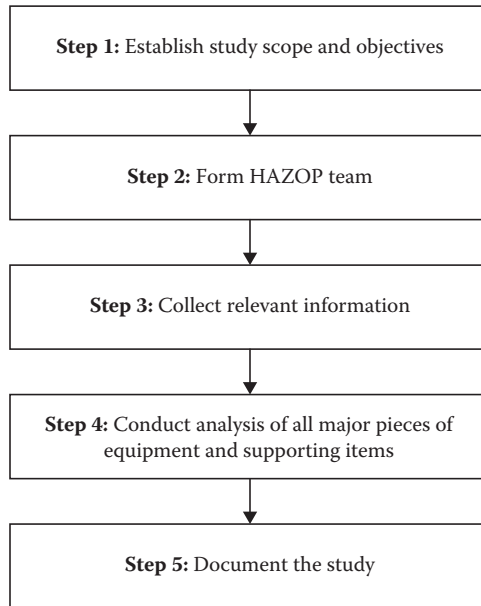 Step 1: Establish study scope and objectives
Step 2: Form HAZOP team
Step 3: Collect relevant information
Step 4: Conduct analysis of all major pieces of
equipment and supporting items
Step 5: Document the study